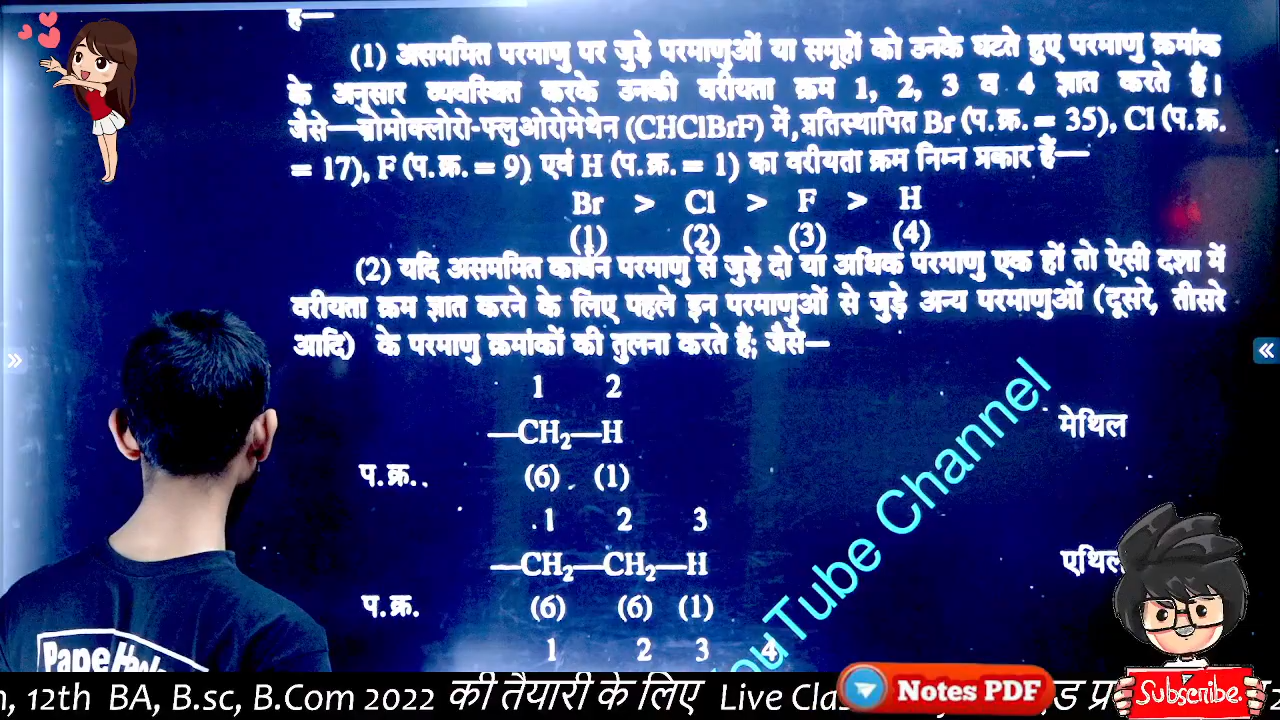 हैं—
(1) असममित परमाणु पर जुड़े परमाणुओं या समूहों को उनके घटते हुए परमाणु क्रमांक
के अनुसार व्यवस्थित करके उनकी वरीयता क्रम 1, 2, 3 व 4 ज्ञात करते हैं।
जैसे—ब्रोमोक्लोरो-फ्लुओरोमेथेन (CHClBrF) में, प्रतिस्थापित Br (प.क्र. = 35), Cl (प.क्र.
= 17), F (प.क्र. = 9) एवं H (प.क्र. = 1) का वरीयता क्रम निम्न प्रकार हैं—
Br > Cl > F > H
(1) (2) (3) (4)
(2) यदि असममित कार्बन परमाणु से जुड़े दो या अधिक परमाणु एक हों तो ऐसी दशा में
वरीयता क्रम ज्ञात करने के लिए पहले इन परमाणुओं से जुड़े अन्य परमाणुओं (दूसरे, तीसरे
आदि) के परमाणु क्रमांकों की तुलना करते हैं; जैसे—
1 2
—CH₂—H मेथिल
प.क्र. (6) (1)
1 2 3
—CH₂—CH₂—H एथिल
प.क्र. (6) (6) (1)
1 2 3 4
YouTube Channel
12th BA, B.sc, B.Com 2022 की तैयारी के लिए Live
Notes PDF
Subscribe.